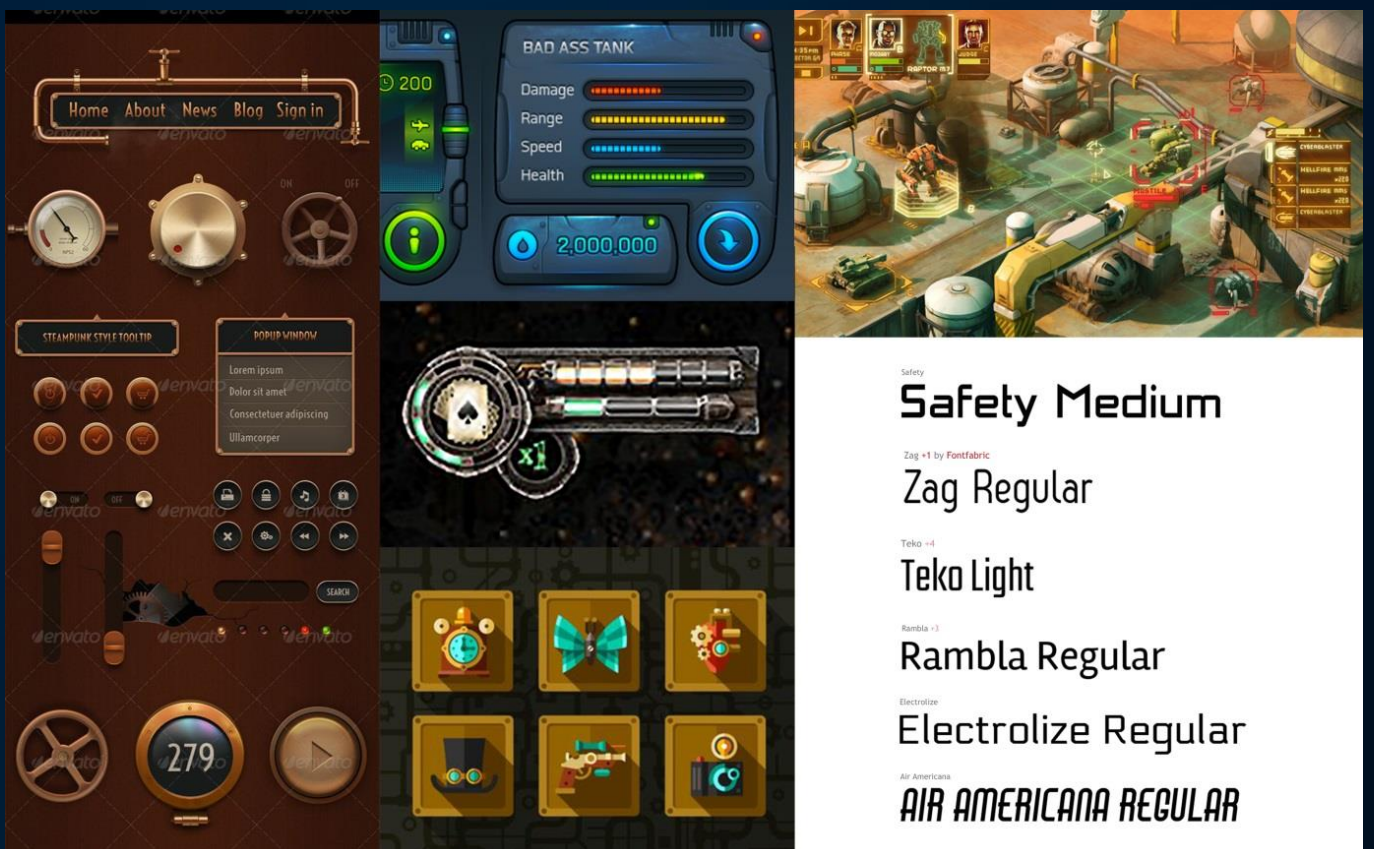 Home About News Blog Sign in
ON OFF
STEAMPUNK STYLE TOOLTIP
POPUP WINDOW
Lorem ipsum
Dolor sit amet
Consectetuer adipiscing
Ullamcorper
ON OFF
SEARCH
279
envato
200
BAD ASS TANK
Damage
Range
Speed
Health
2,000,000
x1
RAPTOR M7
JUDGE
MISSILE
CYBERBLASTER
HELLFIRE
HELLFIRE
CYBERBLASTER
Safety
Safety Medium
Zag +1 by Fontfabric
Zag Regular
Teko +4
Teko Light
Rambla +3
Rambla Regular
Electrolize
Electrolize Regular
Air Americana
AIR AMERICANA REGULAR